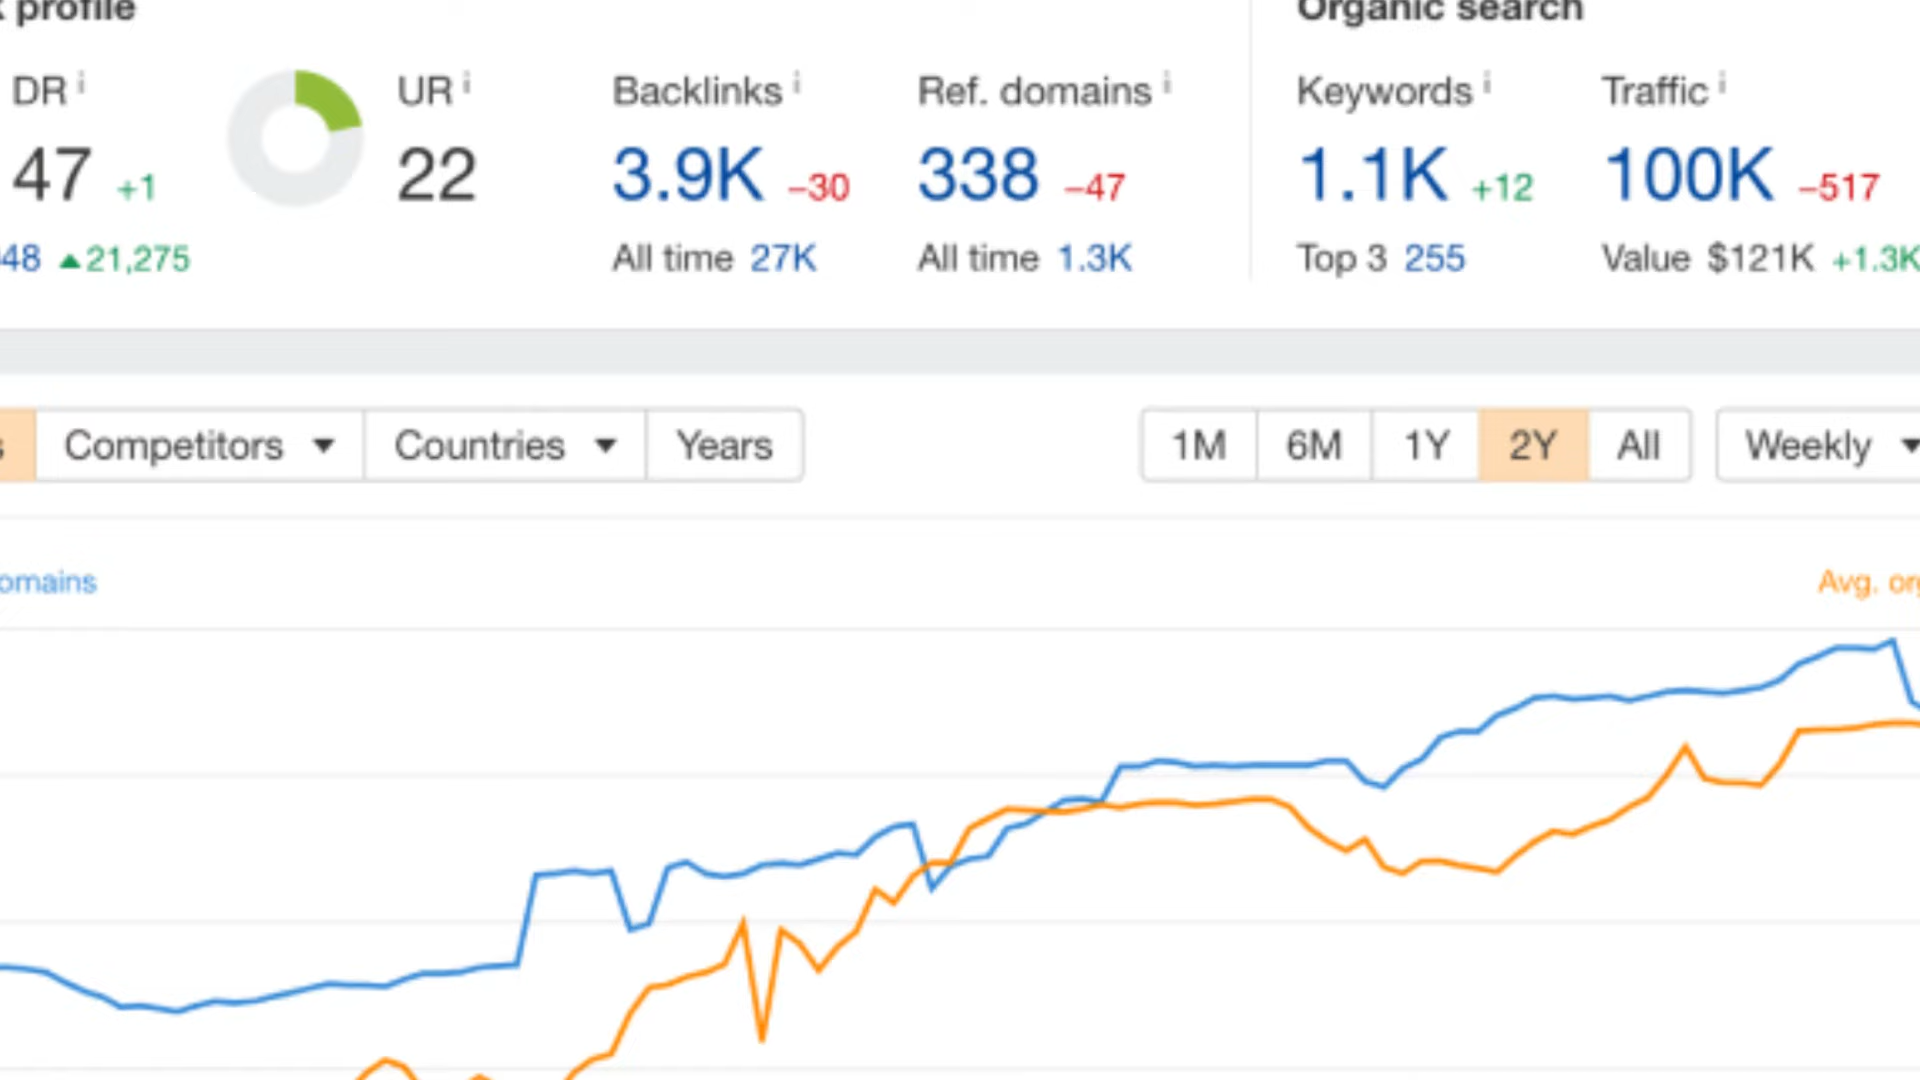 profile
Organic search
DR i
UR i
Backlinks i
Ref. domains i
Keywords i
Traffic i
47 +1
22
3.9K -30
338 -47
1.1K +12
100K -517
48 ▲21,275
All time 27K
All time 1.3K
Top 3 255
Value $121K +1.3K
s
Competitors ▼
Countries ▼
Years
1M
6M
1Y
2Y
All
Weekly ▼
omains
Avg. org